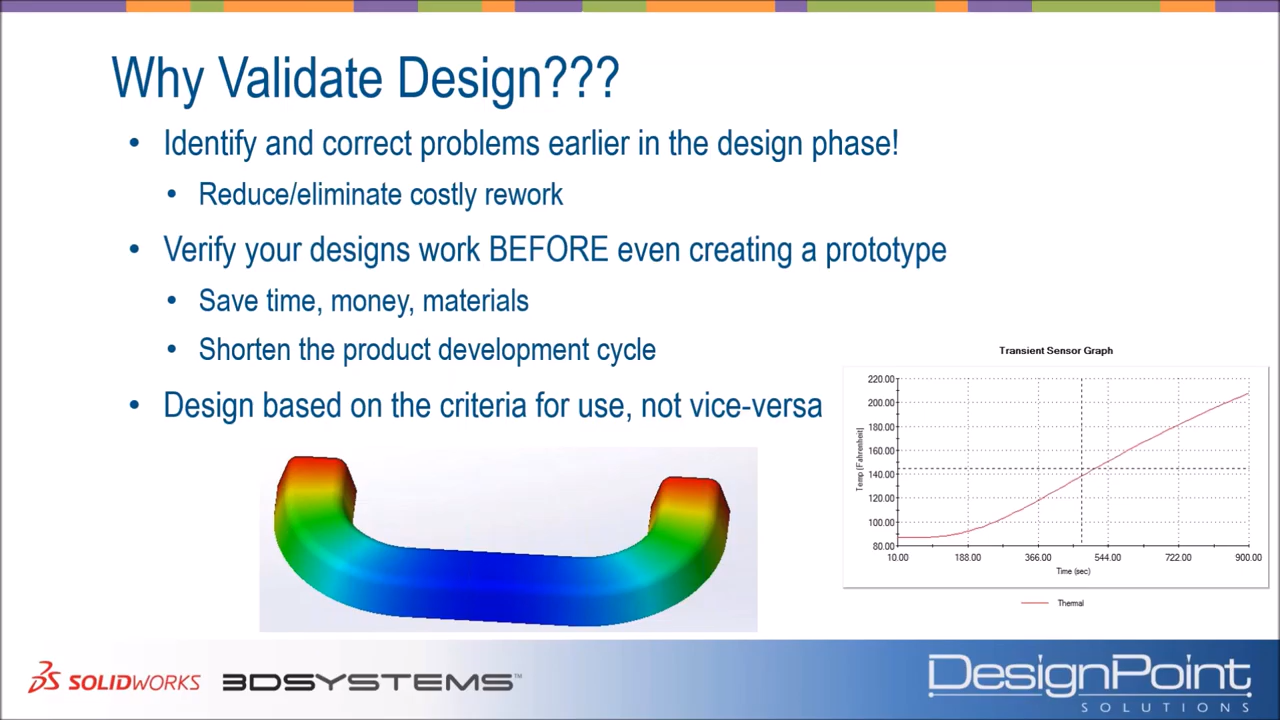 Why Validate Design???
• Identify and correct problems earlier in the design phase!
• Reduce/eliminate costly rework
• Verify your designs work BEFORE even creating a prototype
• Save time, money, materials
• Shorten the product development cycle
• Design based on the criteria for use, not vice-versa
Transient Sensor Graph
220.00
200.00
180.00
160.00
140.00
120.00
100.00
80.00
Temp [Fahrenheit]
10.00 188.00 366.00 544.00 722.00 900.00
Time (sec)
Thermal
SOLIDWORKS
3DSYSTEMS™
DesignPoint
SOLUTIONS